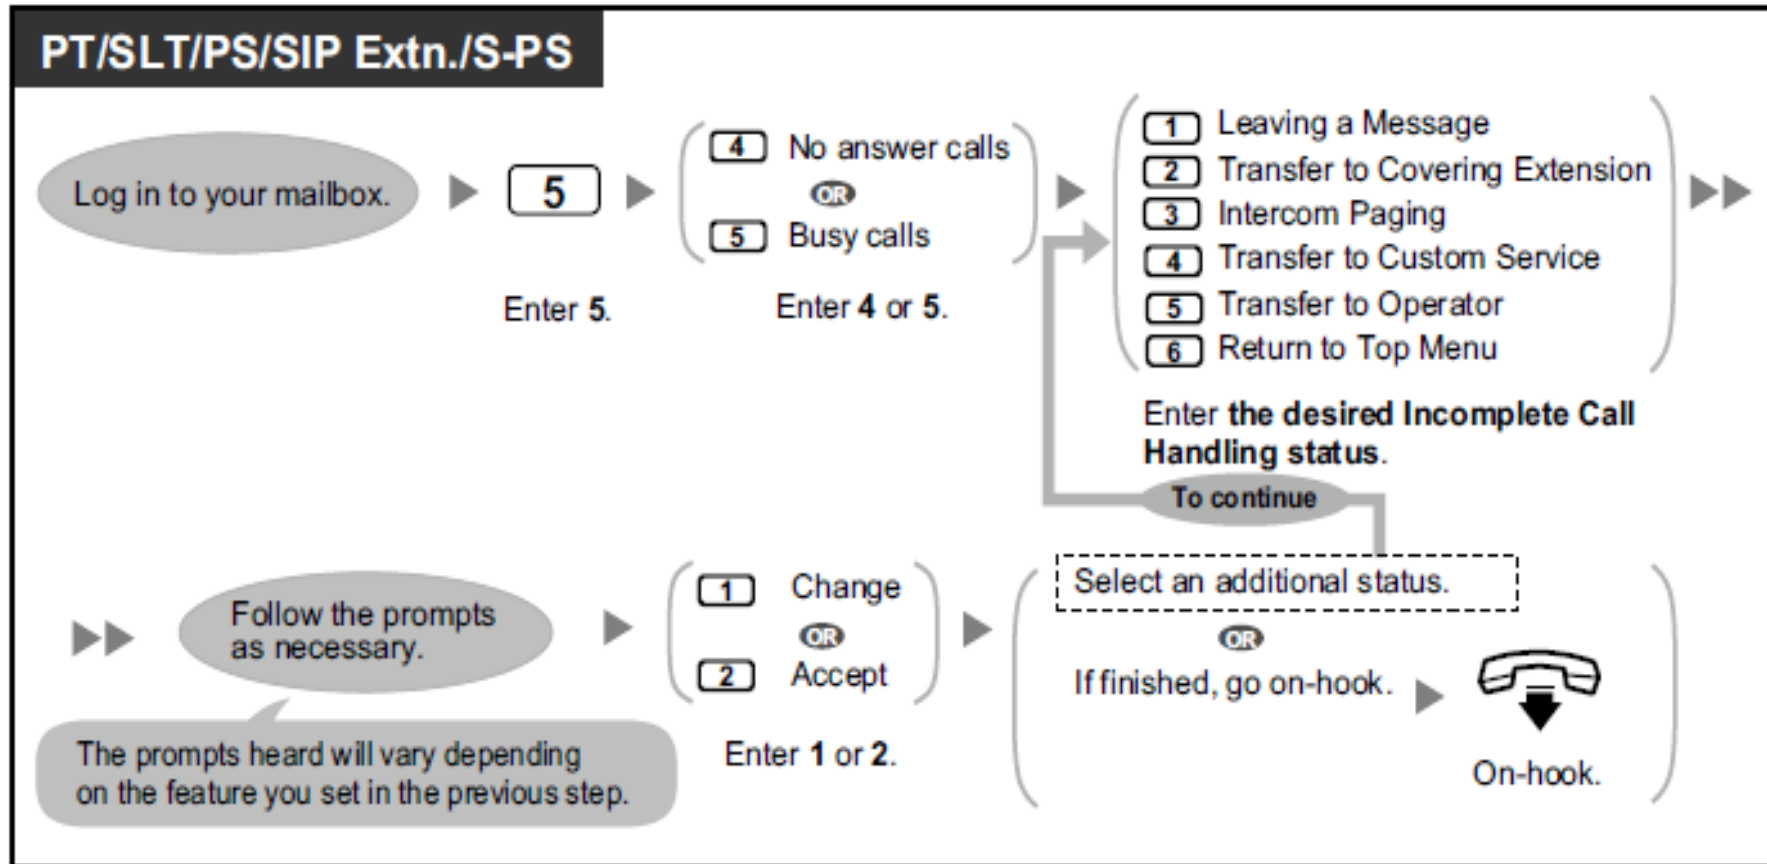 PT/SLT/PS/SIP Extn./S-PS
Log in to your mailbox.
5
Enter 5.
4 No answer calls
OR
5 Busy calls
Enter 4 or 5.
1 Leaving a Message
2 Transfer to Covering Extension
3 Intercom Paging
4 Transfer to Custom Service
5 Transfer to Operator
6 Return to Top Menu
Enter the desired Incomplete Call
Handling status.
To continue
Follow the prompts
as necessary.
The prompts heard will vary depending
on the feature you set in the previous step.
1 Change
OR
2 Accept
Enter 1 or 2.
Select an additional status.
OR
If finished, go on-hook.
On-hook.